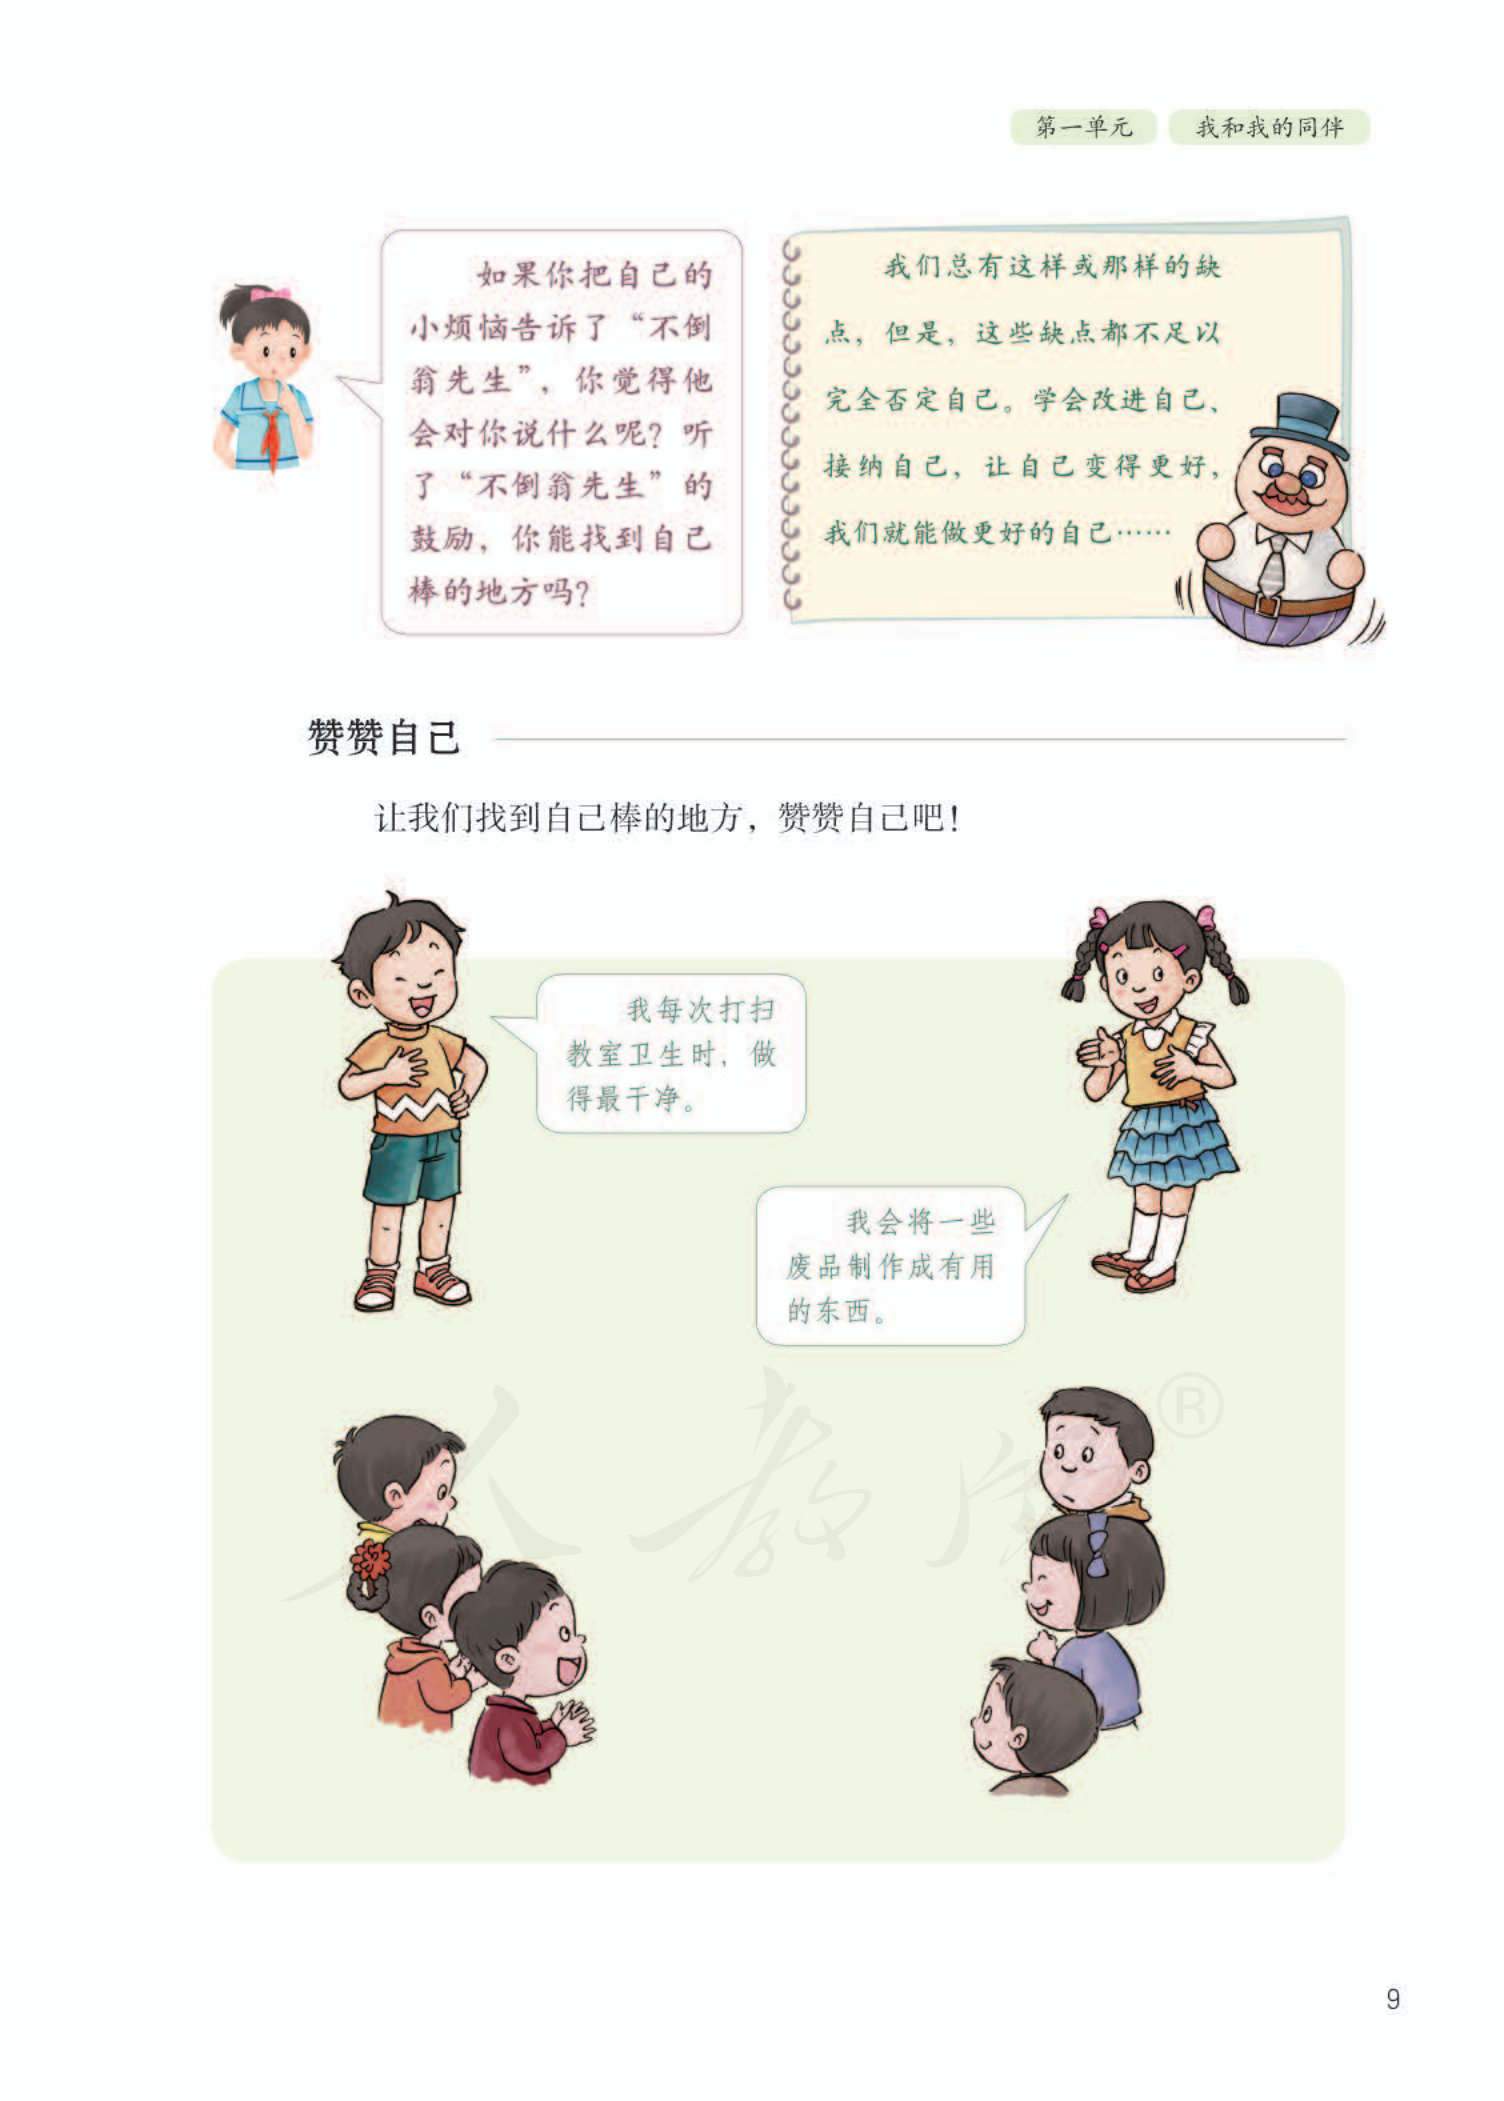 第一单元 我和我的同伴
如果你把自己的
小烦恼告诉了“不倒
翁先生”，你觉得他
会对你说什么呢？听
了“不倒翁先生”的
鼓励，你能找到自己
棒的地方吗？
我们总有这样或那样的缺
点，但是，这些缺点都不足以
完全否定自己。学会改进自己、
接纳自己，让自己变得更好，
我们就能做更好的自己……
赞赞自己
让我们找到自己棒的地方，赞赞自己吧！
我每次打扫
教室卫生时，做
得最干净。
我会将一些
废品制作成有用
的东西。
人教版®
9